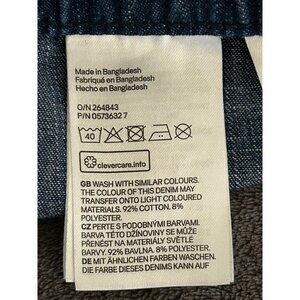 Made in Bangladesh
Fabriqué en Bangladesh
Hecho en Bangladesh
O/N 264843
P/N 0573632 7
40
clevercare.info
GB WASH WITH SIMILAR COLOURS.
THE COLOUR OF THIS DENIM MAY
TRANSFER ONTO LIGHT COLOURED
MATERIALS. 92% COTTON. 8%
POLYESTER.
CZ PERTE S PODOBNÝMI BARVAMI.
BARVA TÉTO DŽÍNOVINY SE MŮŽE
PŘENÉST NA MATERIÁLY SVĚTLÉ
BARVY. 92% BAVLNA. 8% POLYESTER.
DE MIT ÄHNLICHEN FARBEN WASCHEN.
DIE FARBE DIESES DENIMS KANN AUF